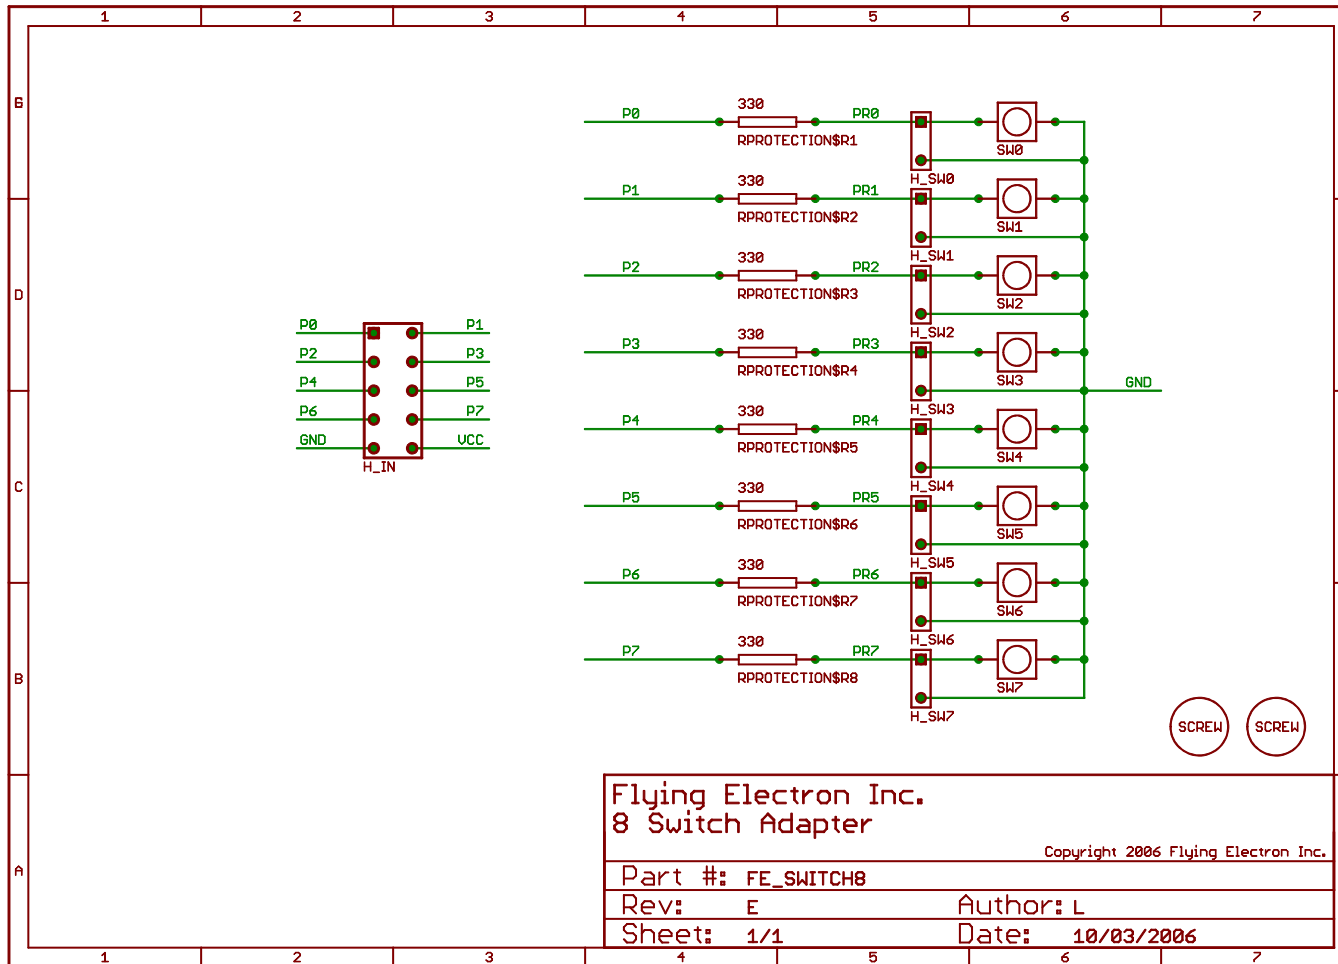 1 2 3 4 5 6 7
330
P0 PR0
RPROTECTION$R1
SW0
H_SW0
330
P1 PR1
RPROTECTION$R2
SW1
H_SW1
330
P2 PR2
RPROTECTION$R3
SW2
H_SW2
330
P3 PR3
RPROTECTION$R4
SW3
H_SW3
GND
330
P4 PR4
RPROTECTION$R5
SW4
H_SW4
330
P5 PR5
RPROTECTION$R6
SW5
H_SW5
330
P6 PR6
RPROTECTION$R7
SW6
H_SW6
330
P7 PR7
RPROTECTION$R8
SW7
H_SW7
P0 P1
P2 P3
P4 P5
P6 P7
GND VCC
H_IN
D
C
B
A
SCREW SCREW
Flying Electron Inc.
8 Switch Adapter
Copyright 2006 Flying Electron Inc.
Part #: FE_SWITCH8
Rev: E Author: L
Sheet: 1/1 Date: 10/03/2006
1 2 3 4 5 6 7